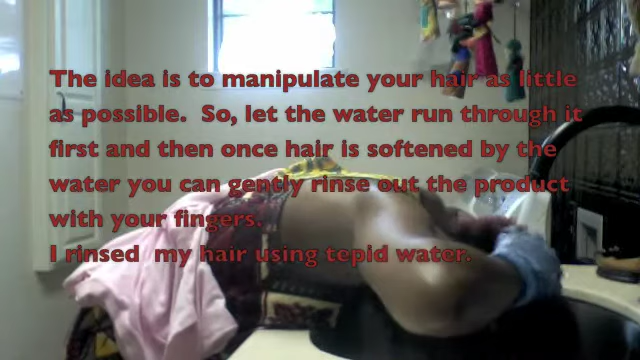 The idea is to manipulate your hair as little
as possible.  So, let the water run through it
first and then once hair is softened by the
water you can gently rinse out the product
with your fingers.
I rinsed  my hair using tepid water.